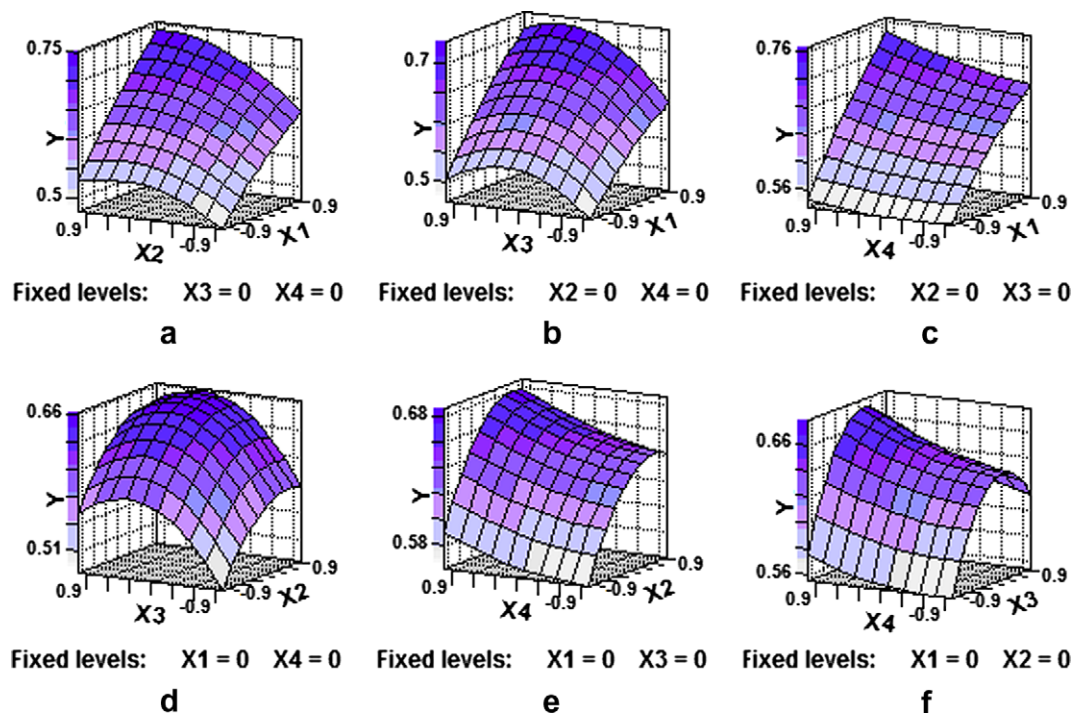 0.75
Y
0.5
0.9
X2
-0.9
-0.9
X1
0.9
Fixed levels: X3 = 0 X4 = 0
a
0.7
Y
0.5
0.9
X3
-0.9
-0.9
X1
0.9
Fixed levels: X2 = 0 X4 = 0
b
0.76
Y
0.56
0.9
X4
-0.9
-0.9
X1
0.9
Fixed levels: X2 = 0 X3 = 0
c
0.66
Y
0.51
0.9
X3
-0.9
-0.9
X2
0.9
Fixed levels: X1 = 0 X4 = 0
d
0.68
Y
0.58
0.9
X4
-0.9
-0.9
X2
0.9
Fixed levels: X1 = 0 X3 = 0
e
0.66
Y
0.56
0.9
X4
-0.9
-0.9
X3
0.9
Fixed levels: X1 = 0 X2 = 0
f